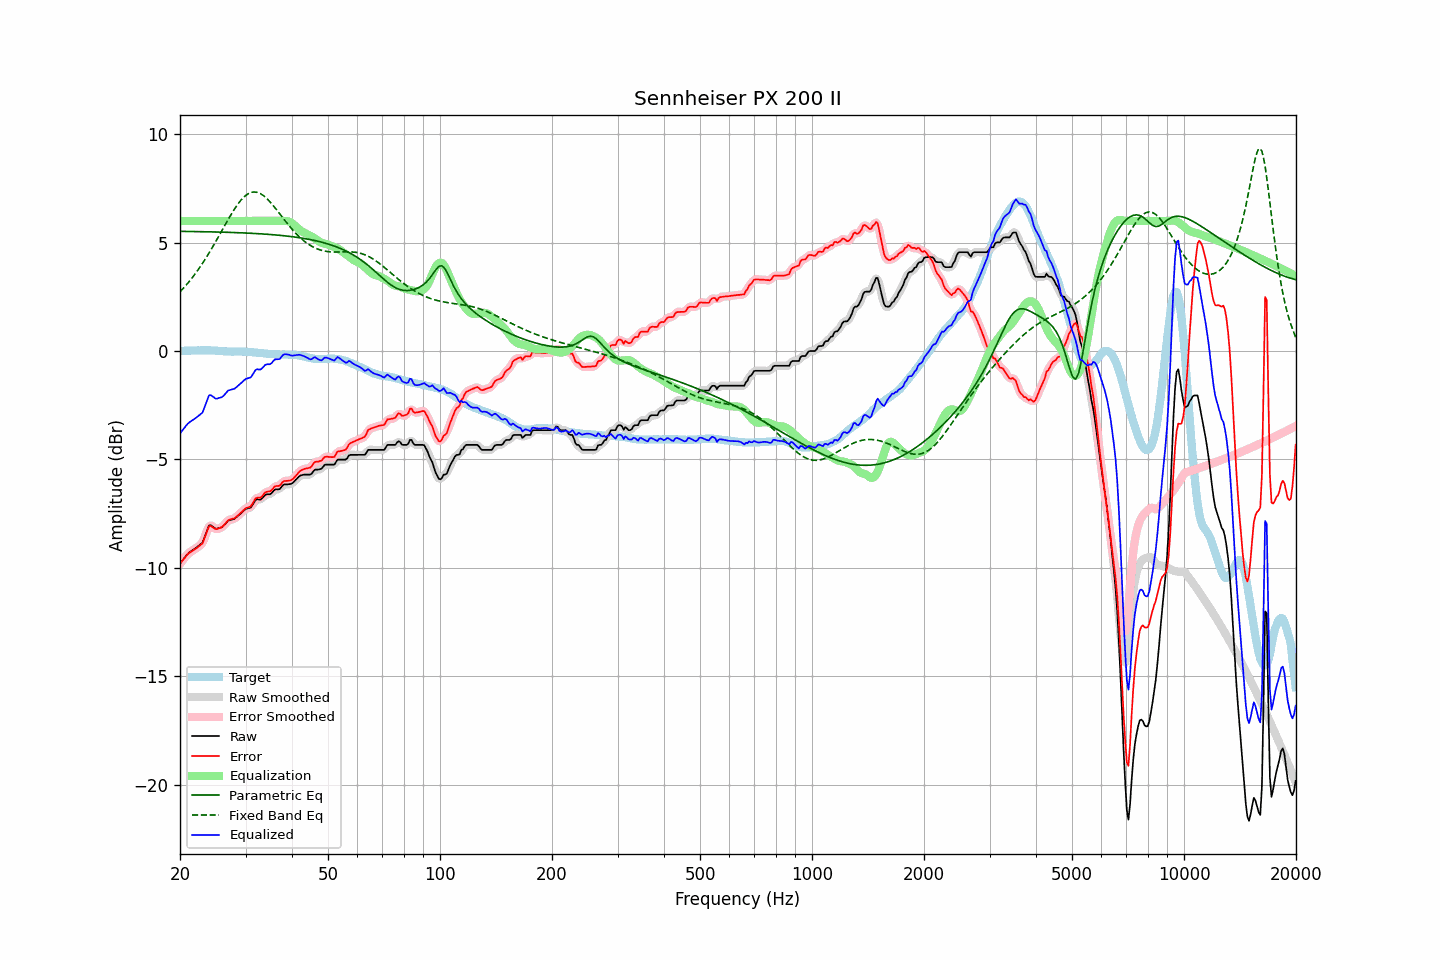 Sennheiser PX 200 II
Amplitude (dBr)
10
5
0
−5
−10
−15
−20
Target
Raw Smoothed
Error Smoothed
Raw
Error
Equalization
Parametric Eq
Fixed Band Eq
Equalized
20 50 100 200 500 1000 2000 5000 10000 20000
Frequency (Hz)